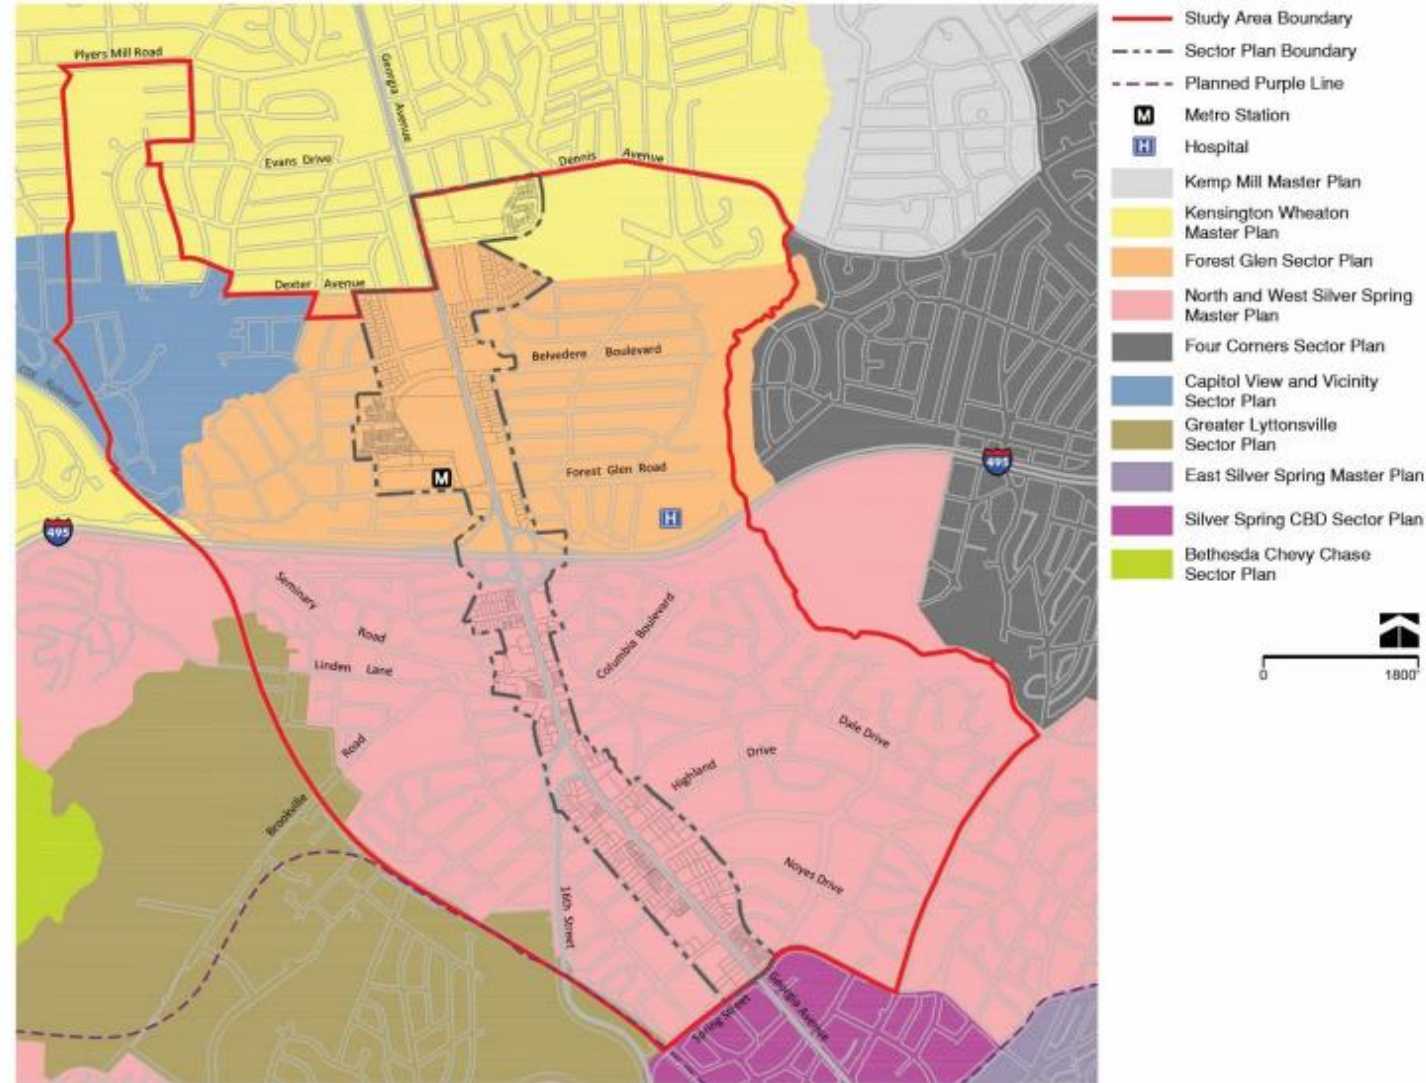 Plyers Mill Road
Georgia Avenue
Evans Drive
Dennis Avenue
Dexter Avenue
Belvedere Boulevard
CSX Railroad
Forest Glen Road
M
H
495
495
Seminary Road
Linden Lane
Columbia Boulevard
Dale Drive
Highland Drive
Brookville Road
Noyes Drive
16th Street
Spring Street
Georgia Avenue
Study Area Boundary
Sector Plan Boundary
Planned Purple Line
M Metro Station
H Hospital
Kemp Mill Master Plan
Kensington Wheaton
Master Plan
Forest Glen Sector Plan
North and West Silver Spring
Master Plan
Four Corners Sector Plan
Capitol View and Vicinity
Sector Plan
Greater Lyttonsville
Sector Plan
East Silver Spring Master Plan
Silver Spring CBD Sector Plan
Bethesda Chevy Chase
Sector Plan
0 1800'